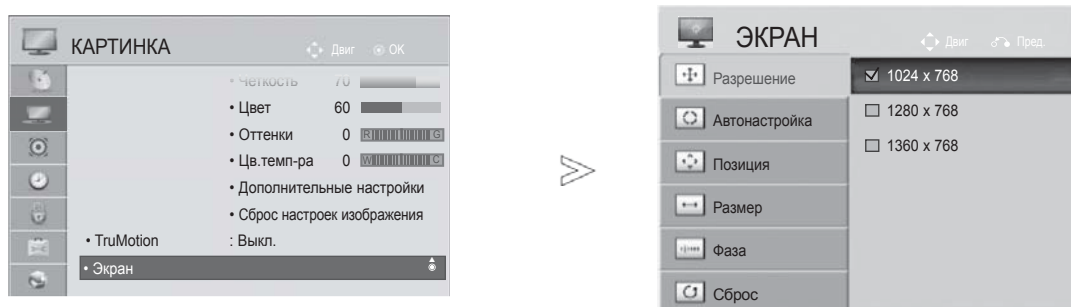 КАРТИНКА
Двиг ОК
• Четкость 70
• Цвет 60
• Оттенки 0 R G
• Цв.темп-ра 0 W C
• Дополнительные настройки
• Сброс настроек изображения
• TruMotion : Выкл.
• Экран
ЭКРАН
Двиг Пред.
Разрешение
1024 x 768
Автонастройка
1280 x 768
1360 x 768
Позиция
Размер
Фаза
Сброс